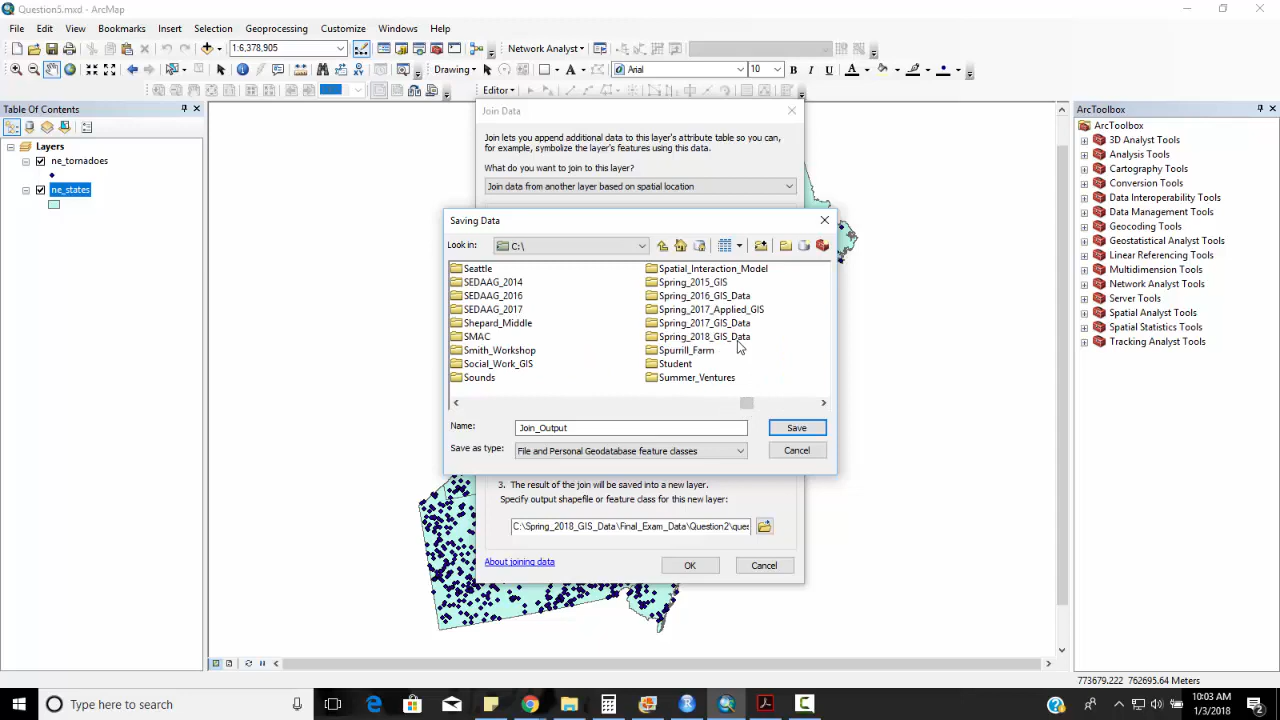 Question5.mxd - ArcMap
File Edit View Bookmarks Insert Selection Geoprocessing Customize Windows Help
1:6,378,905
Network Analyst
Drawing
Arial
10
B I U A
Editor
Table Of Contents
Layers
ne_tornadoes
ne_states
Join Data
Join lets you append additional data to this layer's attribute table so you can,
for example, symbolize the layer's features using this data.
What do you want to join to this layer?
Join data from another layer based on spatial location
Saving Data
Look in:
C:\
Seattle
SEDAAG_2014
SEDAAG_2016
SEDAAG_2017
Shepard_Middle
SMAC
Smith_Workshop
Social_Work_GIS
Sounds
Spatial_Interaction_Model
Spring_2015_GIS
Spring_2016_GIS_Data
Spring_2017_Applied_GIS
Spring_2017_GIS_Data
Spring_2018_GIS_Data
Spurrill_Farm
Student
Summer_Ventures
Name:
Join_Output
Save
Save as type:
File and Personal Geodatabase feature classes
Cancel
3. The result of the join will be saved into a new layer.
Specify output shapefile or feature class for this new layer:
C:\Spring_2018_GIS_Data\Final_Exam_Data\Question2\ques
About joining data
OK
Cancel
ArcToolbox
ArcToolbox
3D Analyst Tools
Analysis Tools
Cartography Tools
Conversion Tools
Data Interoperability Tools
Data Management Tools
Geocoding Tools
Geostatistical Analyst Tools
Linear Referencing Tools
Multidimension Tools
Network Analyst Tools
Server Tools
Spatial Analyst Tools
Spatial Statistics Tools
Tracking Analyst Tools
773679.222 762695.64 Meters
Type here to search
10:03 AM
1/3/2018
2